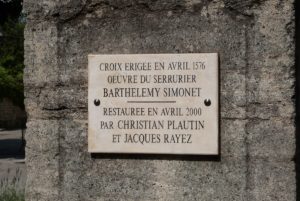 CROIX ERIGEE EN AVRIL 1576
OEUVRE DU SERRURIER
BARTHELEMY SIMONET
RESTAUREE EN AVRIL 2000
PAR CHRISTIAN PLAUTIN
ET JACQUES RAYEZ